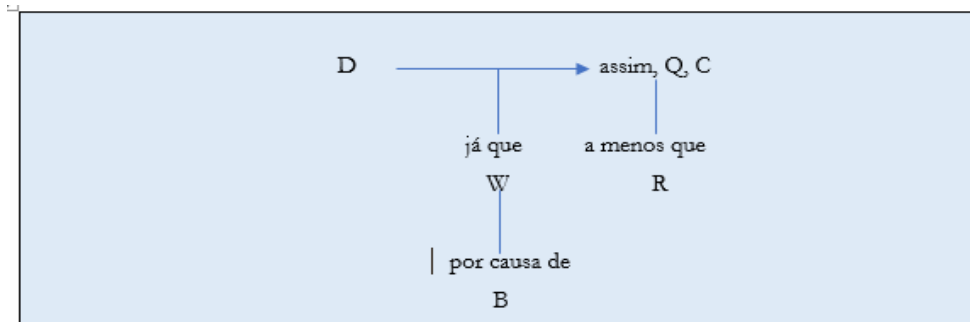 D assim, Q, C
já que a menos que
W R
por causa de
B